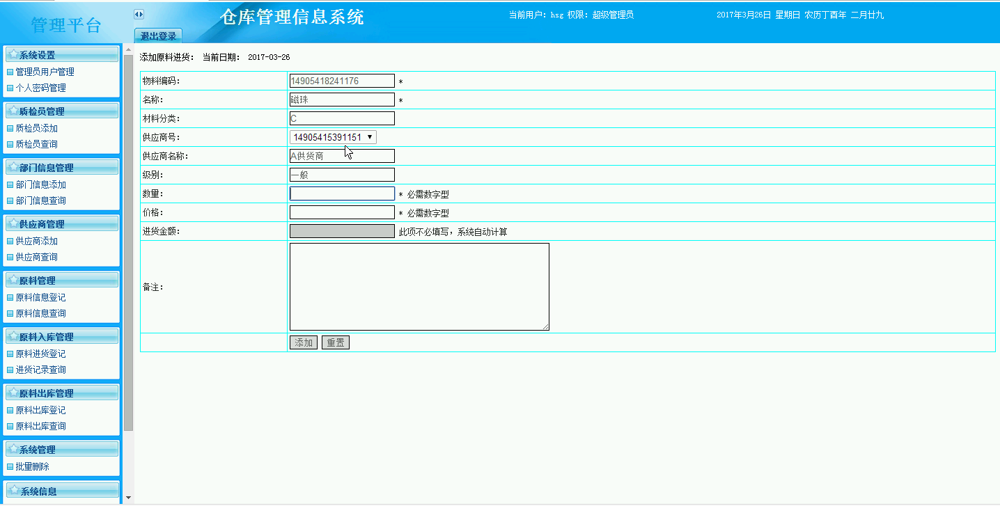 管理平台
仓库管理信息系统
当前用户: hsg 权限: 超级管理员
2017年3月26日 星期日 农历丁酉年 二月廿九
退出登录
系统设置
管理员用户管理
个人密码管理
质检员管理
质检员添加
质检员查询
部门信息管理
部门信息添加
部门信息查询
供应商管理
供应商添加
供应商查询
原料管理
原料信息登记
原料信息查询
原料入库管理
原料进货登记
进货记录查询
原料出库管理
原料出库登记
原料出库查询
系统管理
批量删除
系统信息
添加原料进货: 当前日期: 2017-03-26
物料编码: 14905418241176 *
名称: 磁珠 *
材料分类: C
供应商号: 14905415391151
供应商名称: A供货商
级别: 一般
数量: * 必需数字型
价格: * 必需数字型
进货金额: 此项不必填写，系统自动计算
备注:
添加 重置